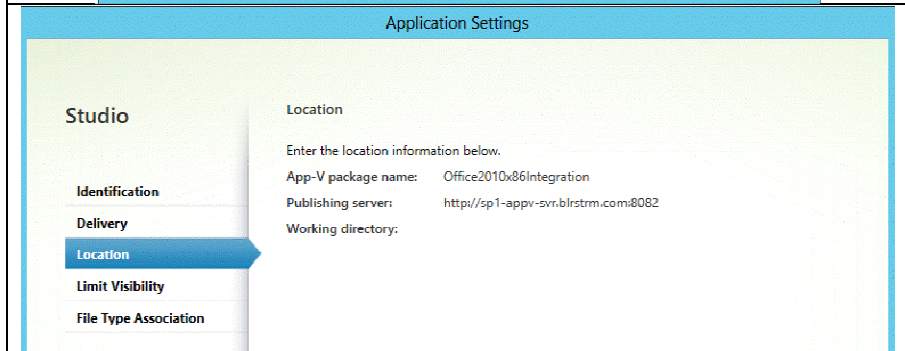 Application Settings
Studio
Location
Enter the location information below.
App-V package name: Office2010x86Integration
Publishing server: http://sp1-appv-svr.blrstrm.com:8082
Working directory:
Identification
Delivery
Location
Limit Visibility
File Type Association